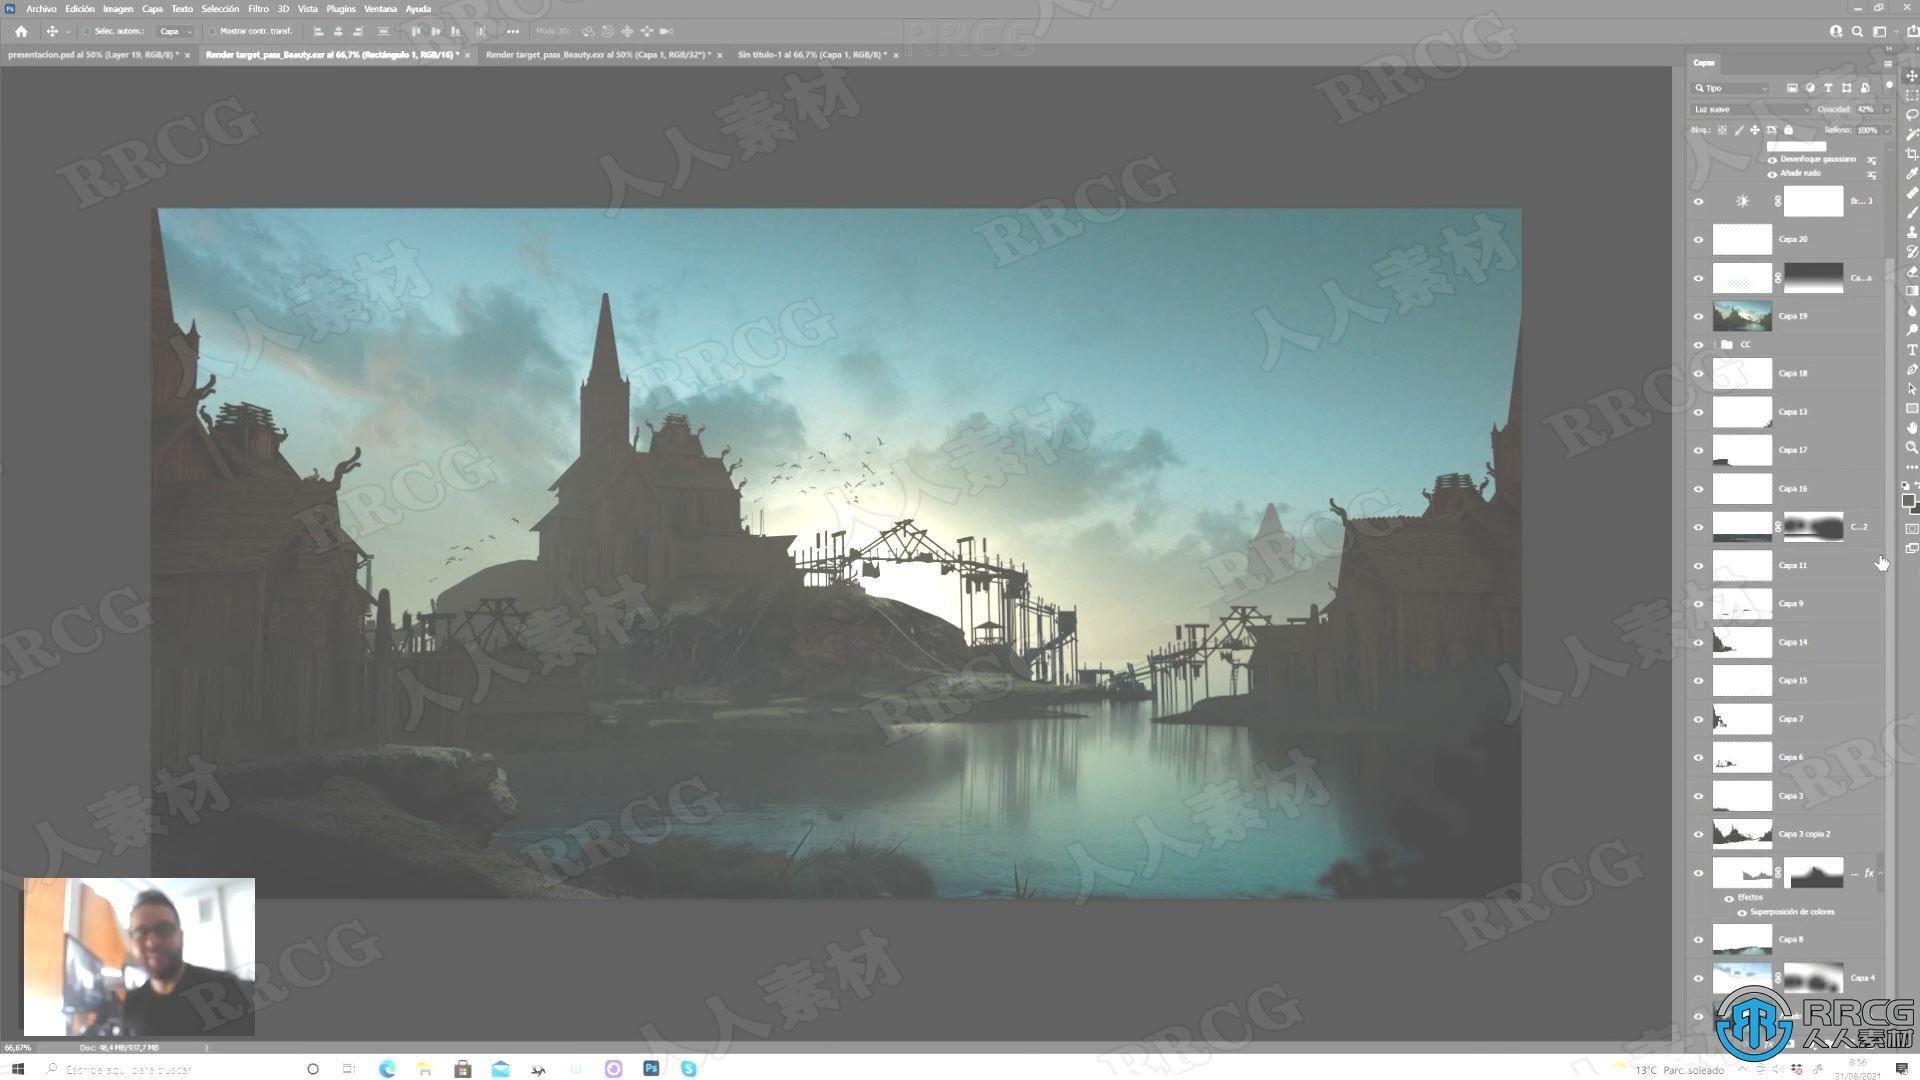 Archivo Edición Imagen Capa Texto Selección Filtro 3D Vista Plugins Ventana Ayuda
Selec. autom.: Capa Mostrar contr. transf. Modo 3D:
presentacion.psd al 50% (Layer 19, RGB/8) * × Render target_pass_Beauty.exr al 66,7% (Rectángulo 1, RGB/16) * × Render target_pass_Beauty.exr al 50% (Capa 1, RGB/32*) * × Sin título-1 al 66,7% (Capa 1, RGB/8) * ×
Capas
Tipo
Luz suave Opacidad: 42%
Bloq.: Relleno: 100%
Desenfoque gaussiano
Añadir ruido
Br... 3
Capa 20
Ca...a
Capa 19
CC
Capa 18
Capa 13
Capa 17
Capa 16
C...2
Capa 11
Capa 9
Capa 14
Capa 15
Capa 7
Capa 6
Capa 3
Capa 3 copia 2
... fx
Efectos
Superposición de colores
Capa 8
Capa 4
RRCG
人人素材
66,67% Doc: 48,4 MB/937,7 MB
Escribe aquí para buscar
13°C Parc. soleado
8:56
31/08/2021